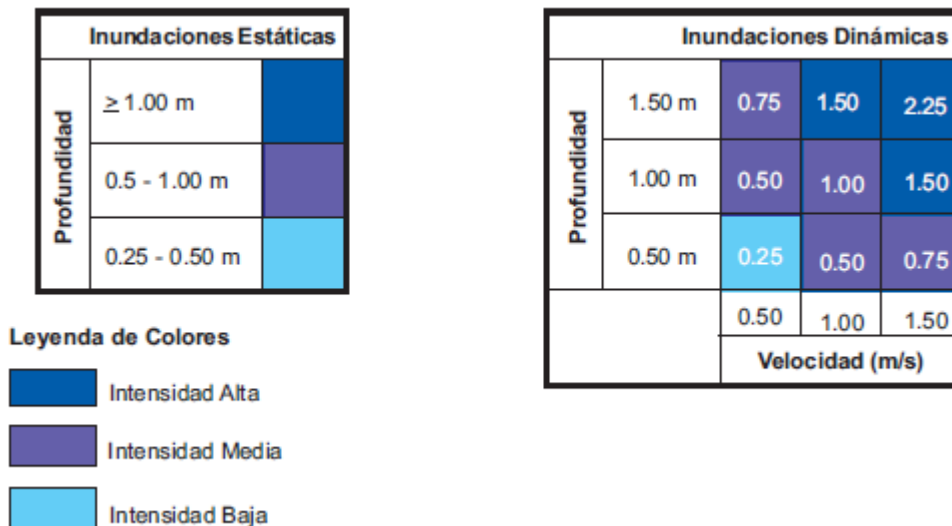 Inundaciones Estáticas
Profundidad
≥ 1.00 m
0.5 - 1.00 m
0.25 - 0.50 m
Leyenda de Colores
Intensidad Alta
Intensidad Media
Intensidad Baja
Inundaciones Dinámicas
Profundidad
1.50 m 0.75 1.50 2.25
1.00 m 0.50 1.00 1.50
0.50 m 0.25 0.50 0.75
0.50 1.00 1.50
Velocidad (m/s)